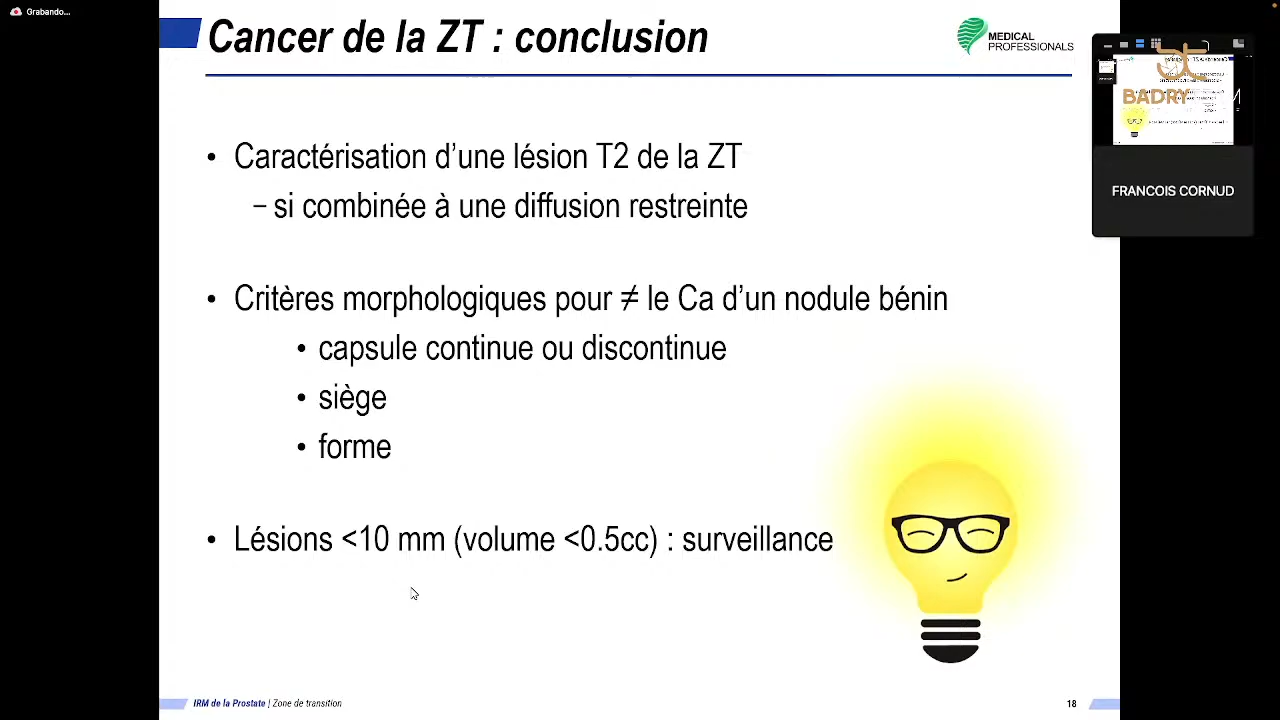 Grabando...
Cancer de la ZT : conclusion
MEDICAL
PROFESSIONALS
BADRY
FRANCOIS CORNUD
• Caractérisation d’une lésion T2 de la ZT
– si combinée à une diffusion restreinte
• Critères morphologiques pour ≠ le Ca d’un nodule bénin
• capsule continue ou discontinue
• siège
• forme
• Lésions <10 mm (volume <0.5cc) : surveillance
IRM de la Prostate | Zone de transition
18